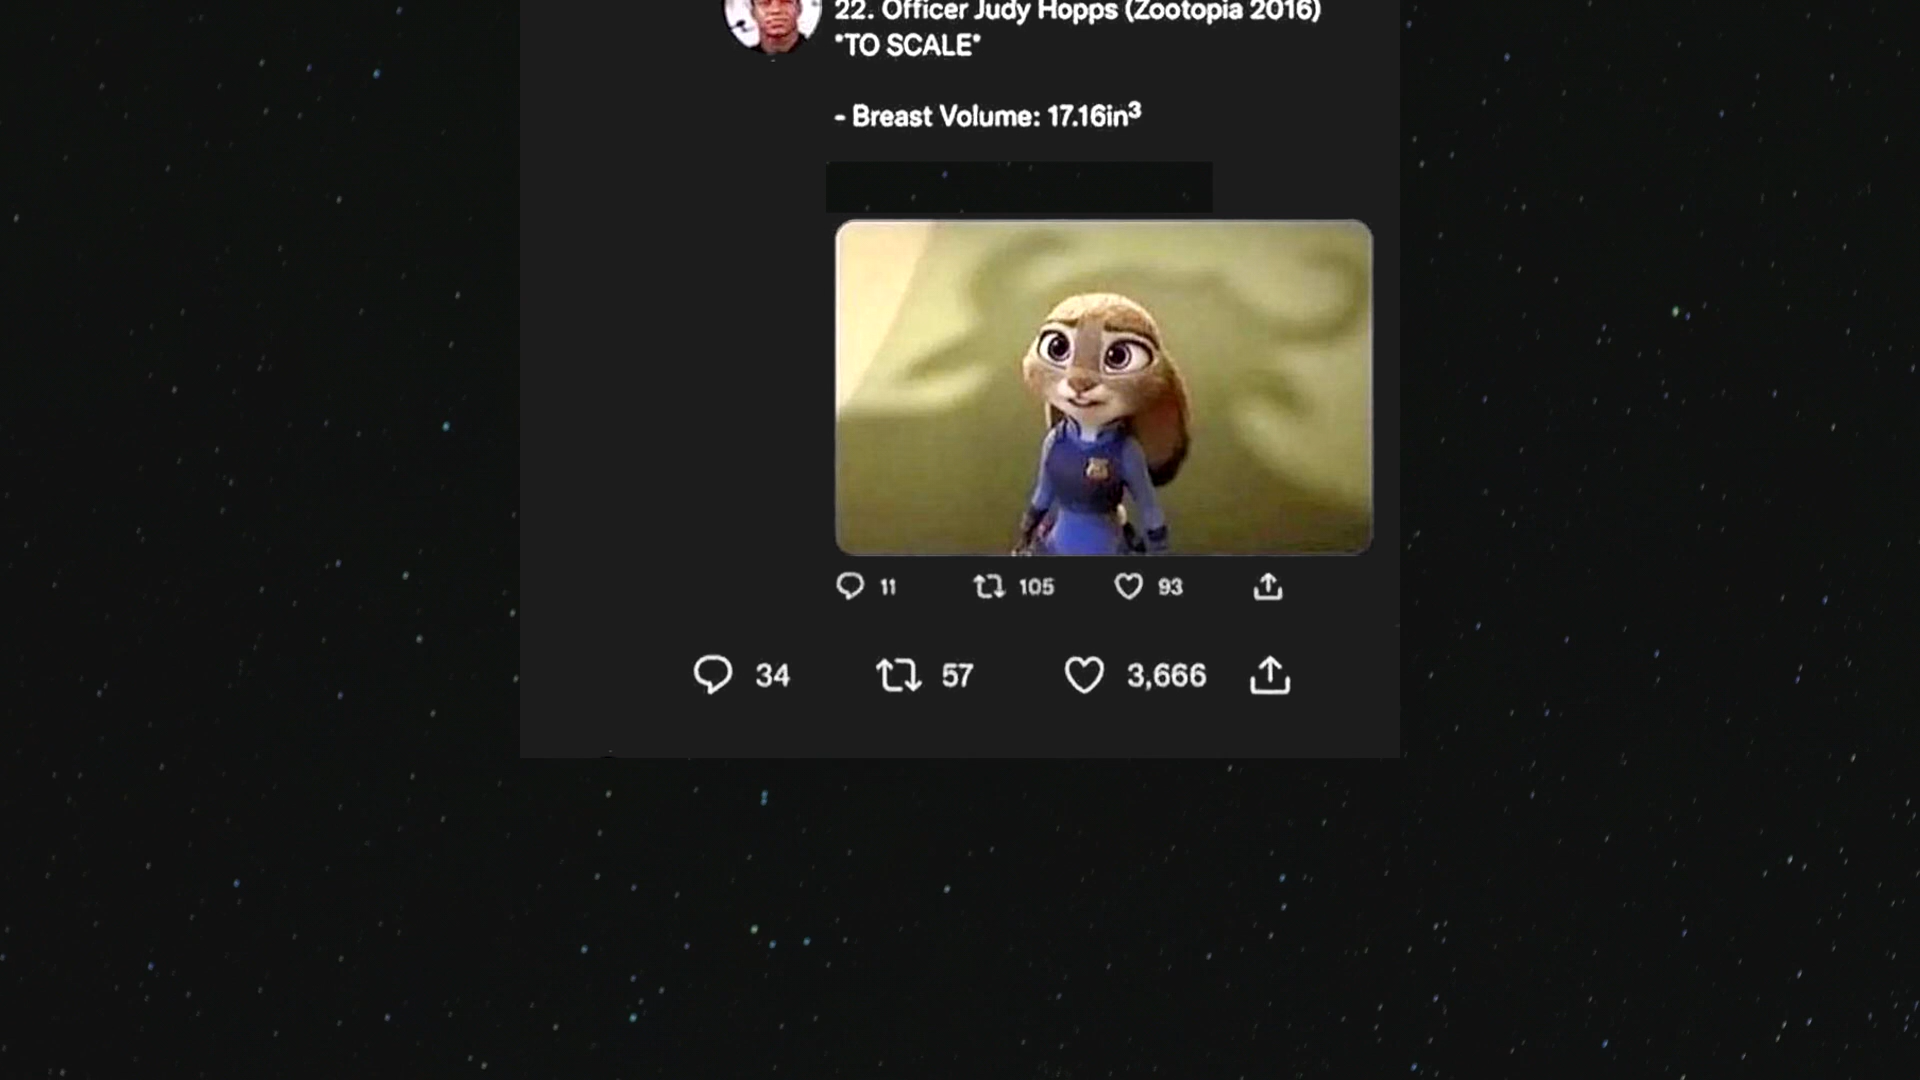 22. Officer Judy Hopps (Zootopia 2016)
*TO SCALE*
- Breast Volume: 17.16in³
11 105 93
34 57 3,666